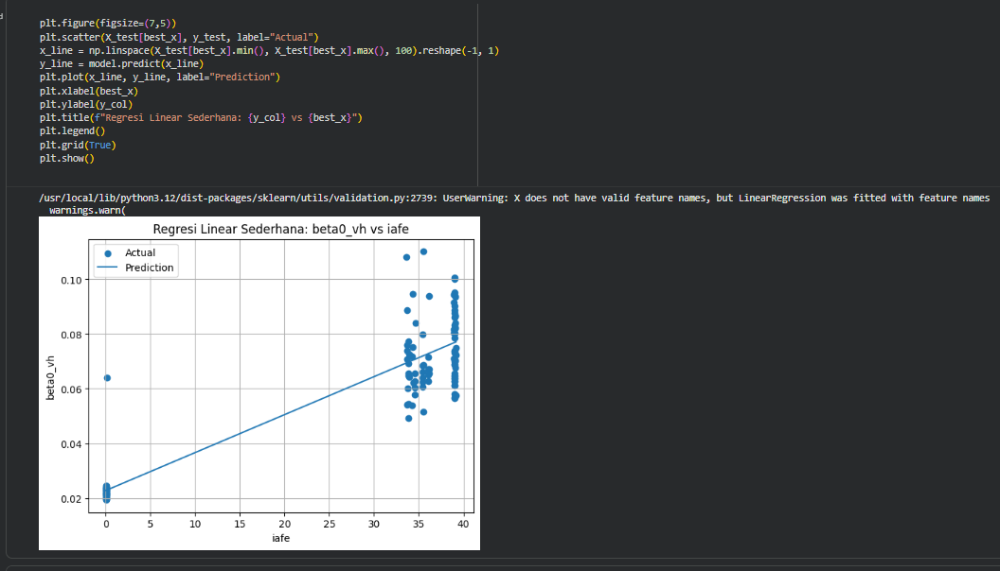 d
plt.figure(figsize=(7,5))
plt.scatter(X_test[best_x], y_test, label="Actual")
x_line = np.linspace(X_test[best_x].min(), X_test[best_x].max(), 100).reshape(-1, 1)
y_line = model.predict(x_line)
plt.plot(x_line, y_line, label="Prediction")
plt.xlabel(best_x)
plt.ylabel(y_col)
plt.title(f"Regresi Linear Sederhana: {y_col} vs {best_x}")
plt.legend()
plt.grid(True)
plt.show()
/usr/local/lib/python3.12/dist-packages/sklearn/utils/validation.py:2739: UserWarning: X does not have valid feature names, but LinearRegression was fitted with feature names
warnings.warn(
Regresi Linear Sederhana: beta0_vh vs iafe
Actual
Prediction
0.10
0.08
0.06
0.04
0.02
beta0_vh
0 5 10 15 20 25 30 35 40
iafe